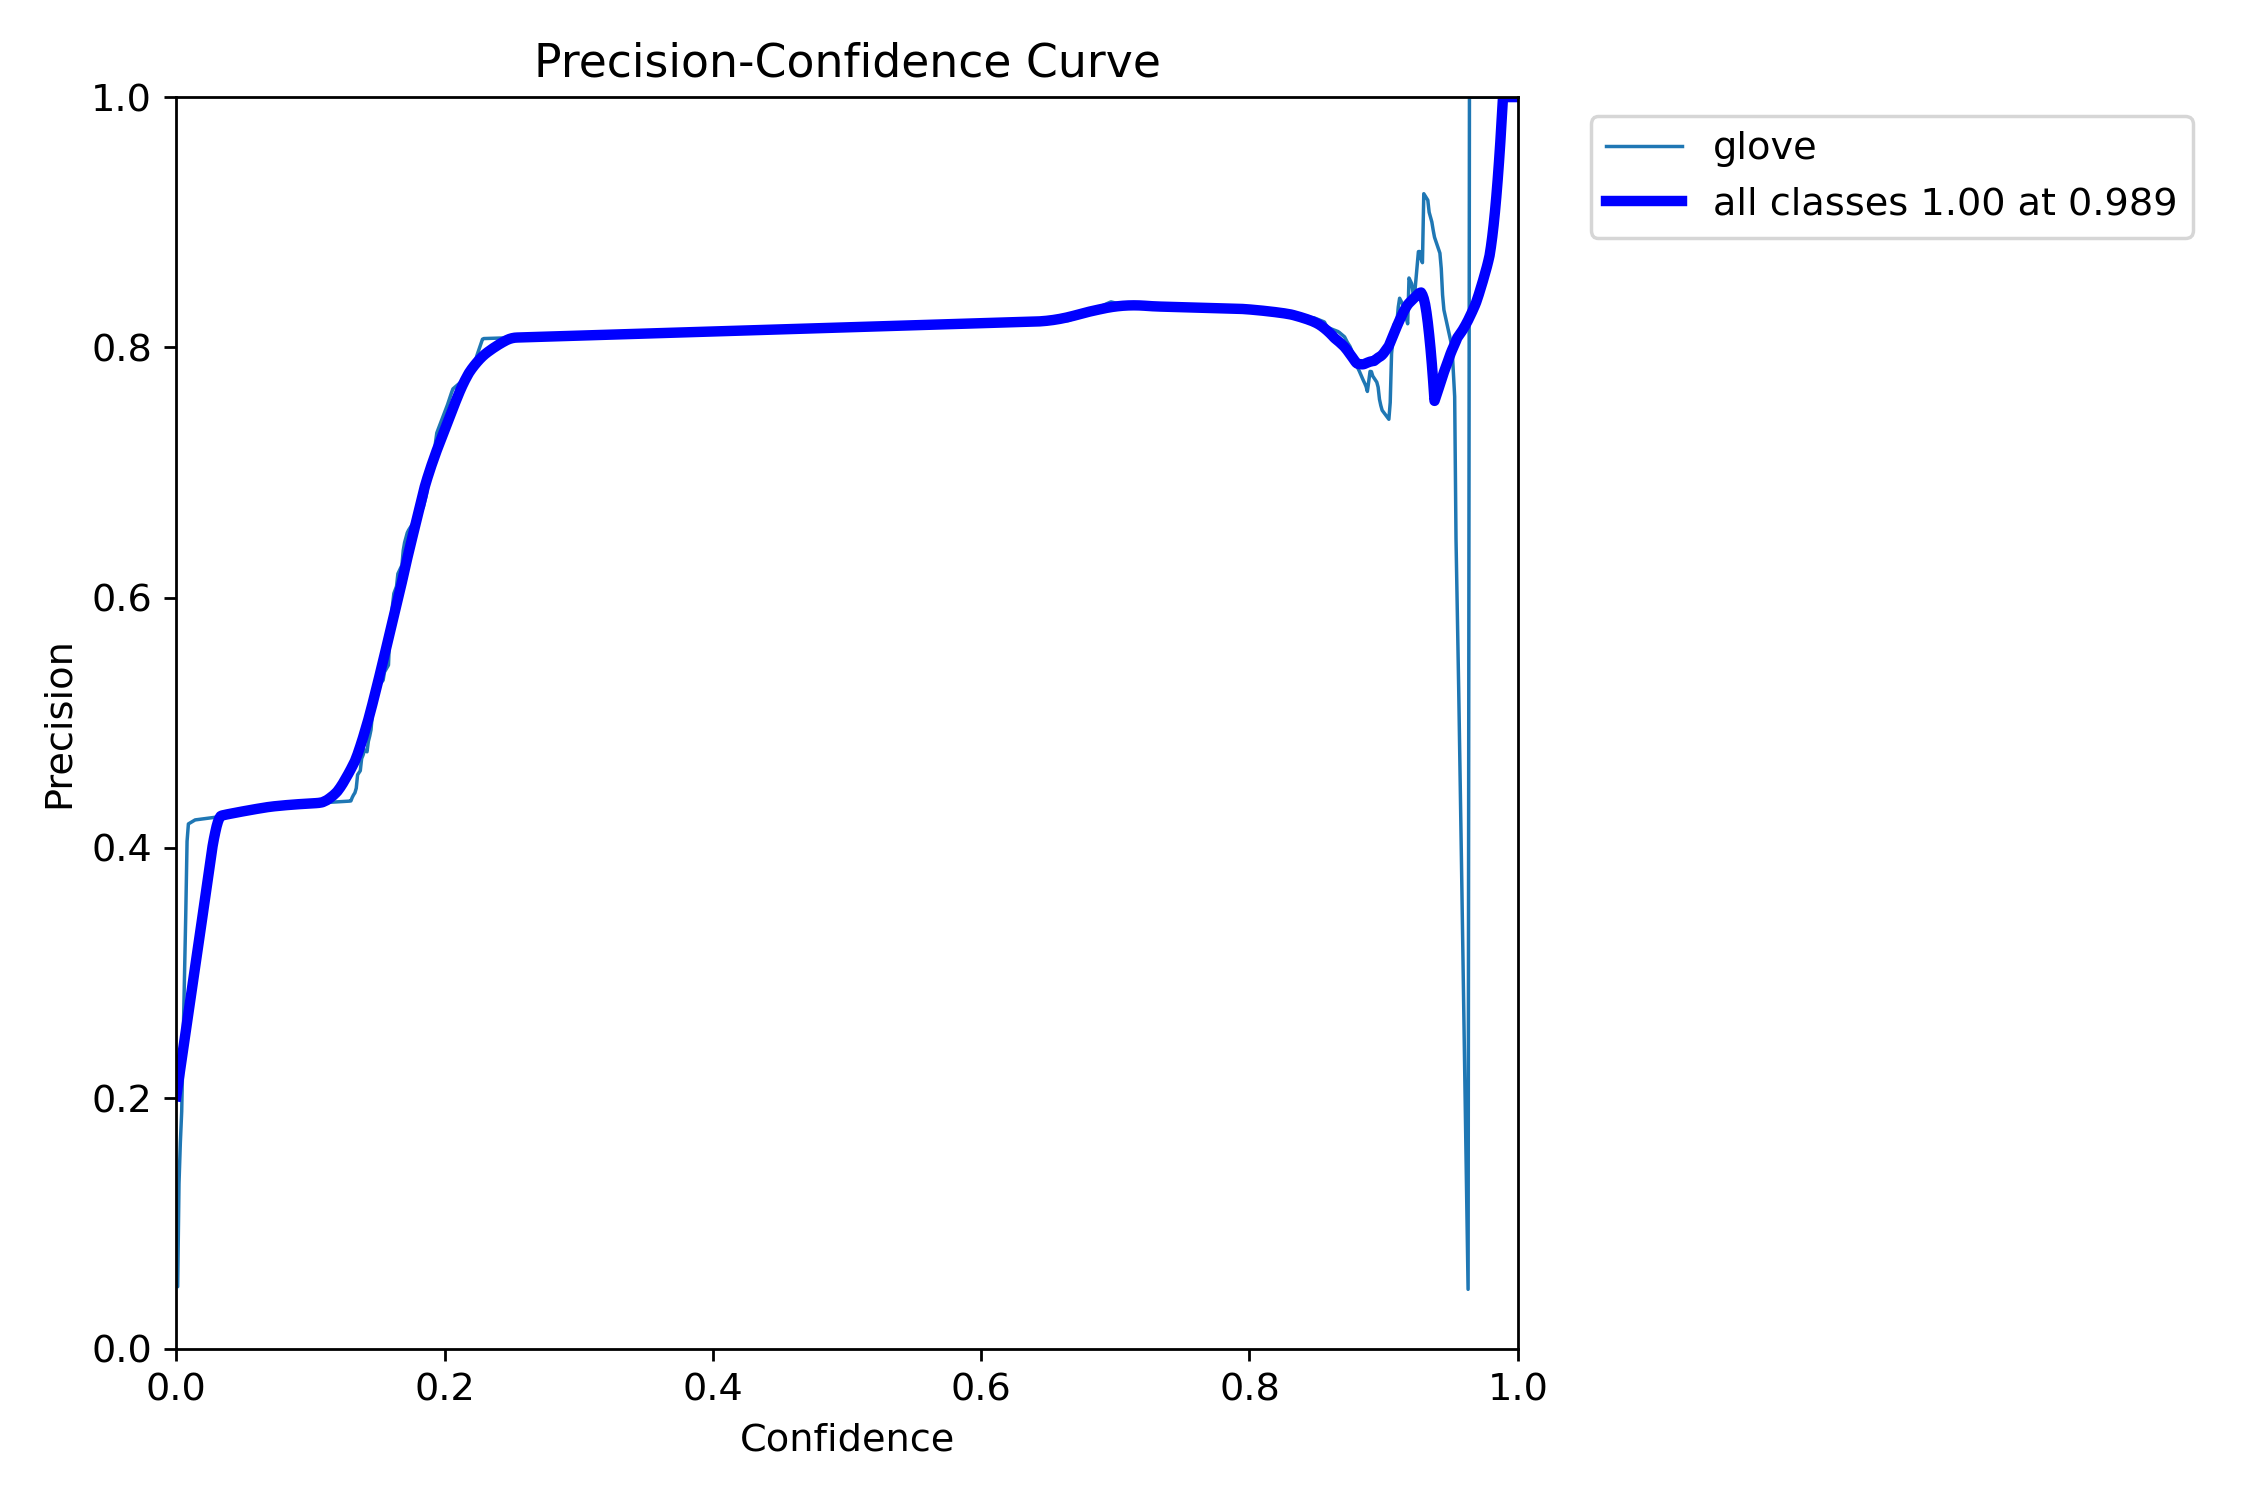 Precision-Confidence Curve
1.0
0.8
0.6
0.4
0.2
0.0
Precision
0.0 0.2 0.4 0.6 0.8 1.0
Confidence
glove
all classes 1.00 at 0.989